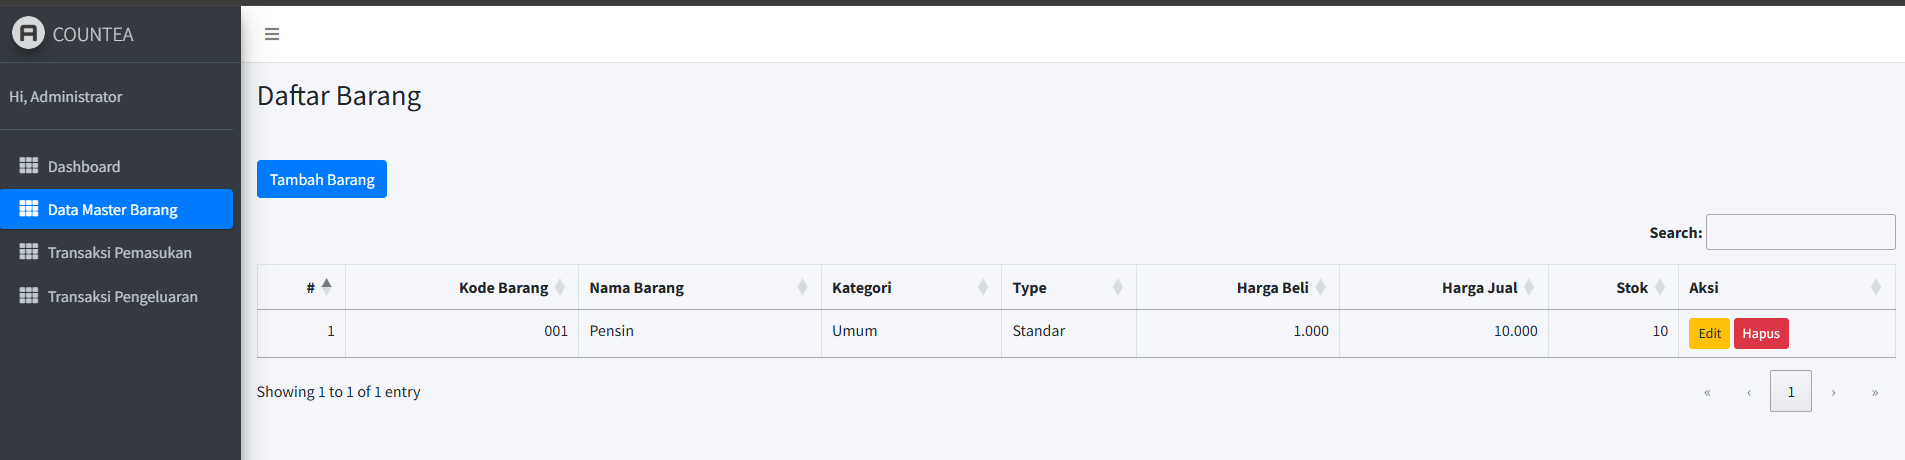 COUNTEA
Hi, Administrator
Dashboard
Data Master Barang
Transaksi Pemasukan
Transaksi Pengeluaran
Daftar Barang
Tambah Barang
Search:
# Kode Barang Nama Barang Kategori Type Harga Beli Harga Jual Stok Aksi
1 001 Pensin Umum Standar 1.000 10.000 10 Edit Hapus
Showing 1 to 1 of 1 entry
« ‹ 1 › »